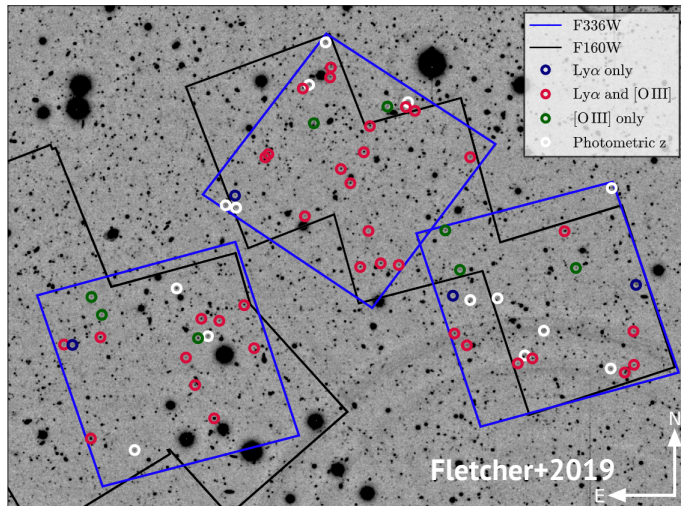 F336W
F160W
Lyα only
Lyα and [O III]
[O III] only
Photometric z
Fletcher+2019
N
E